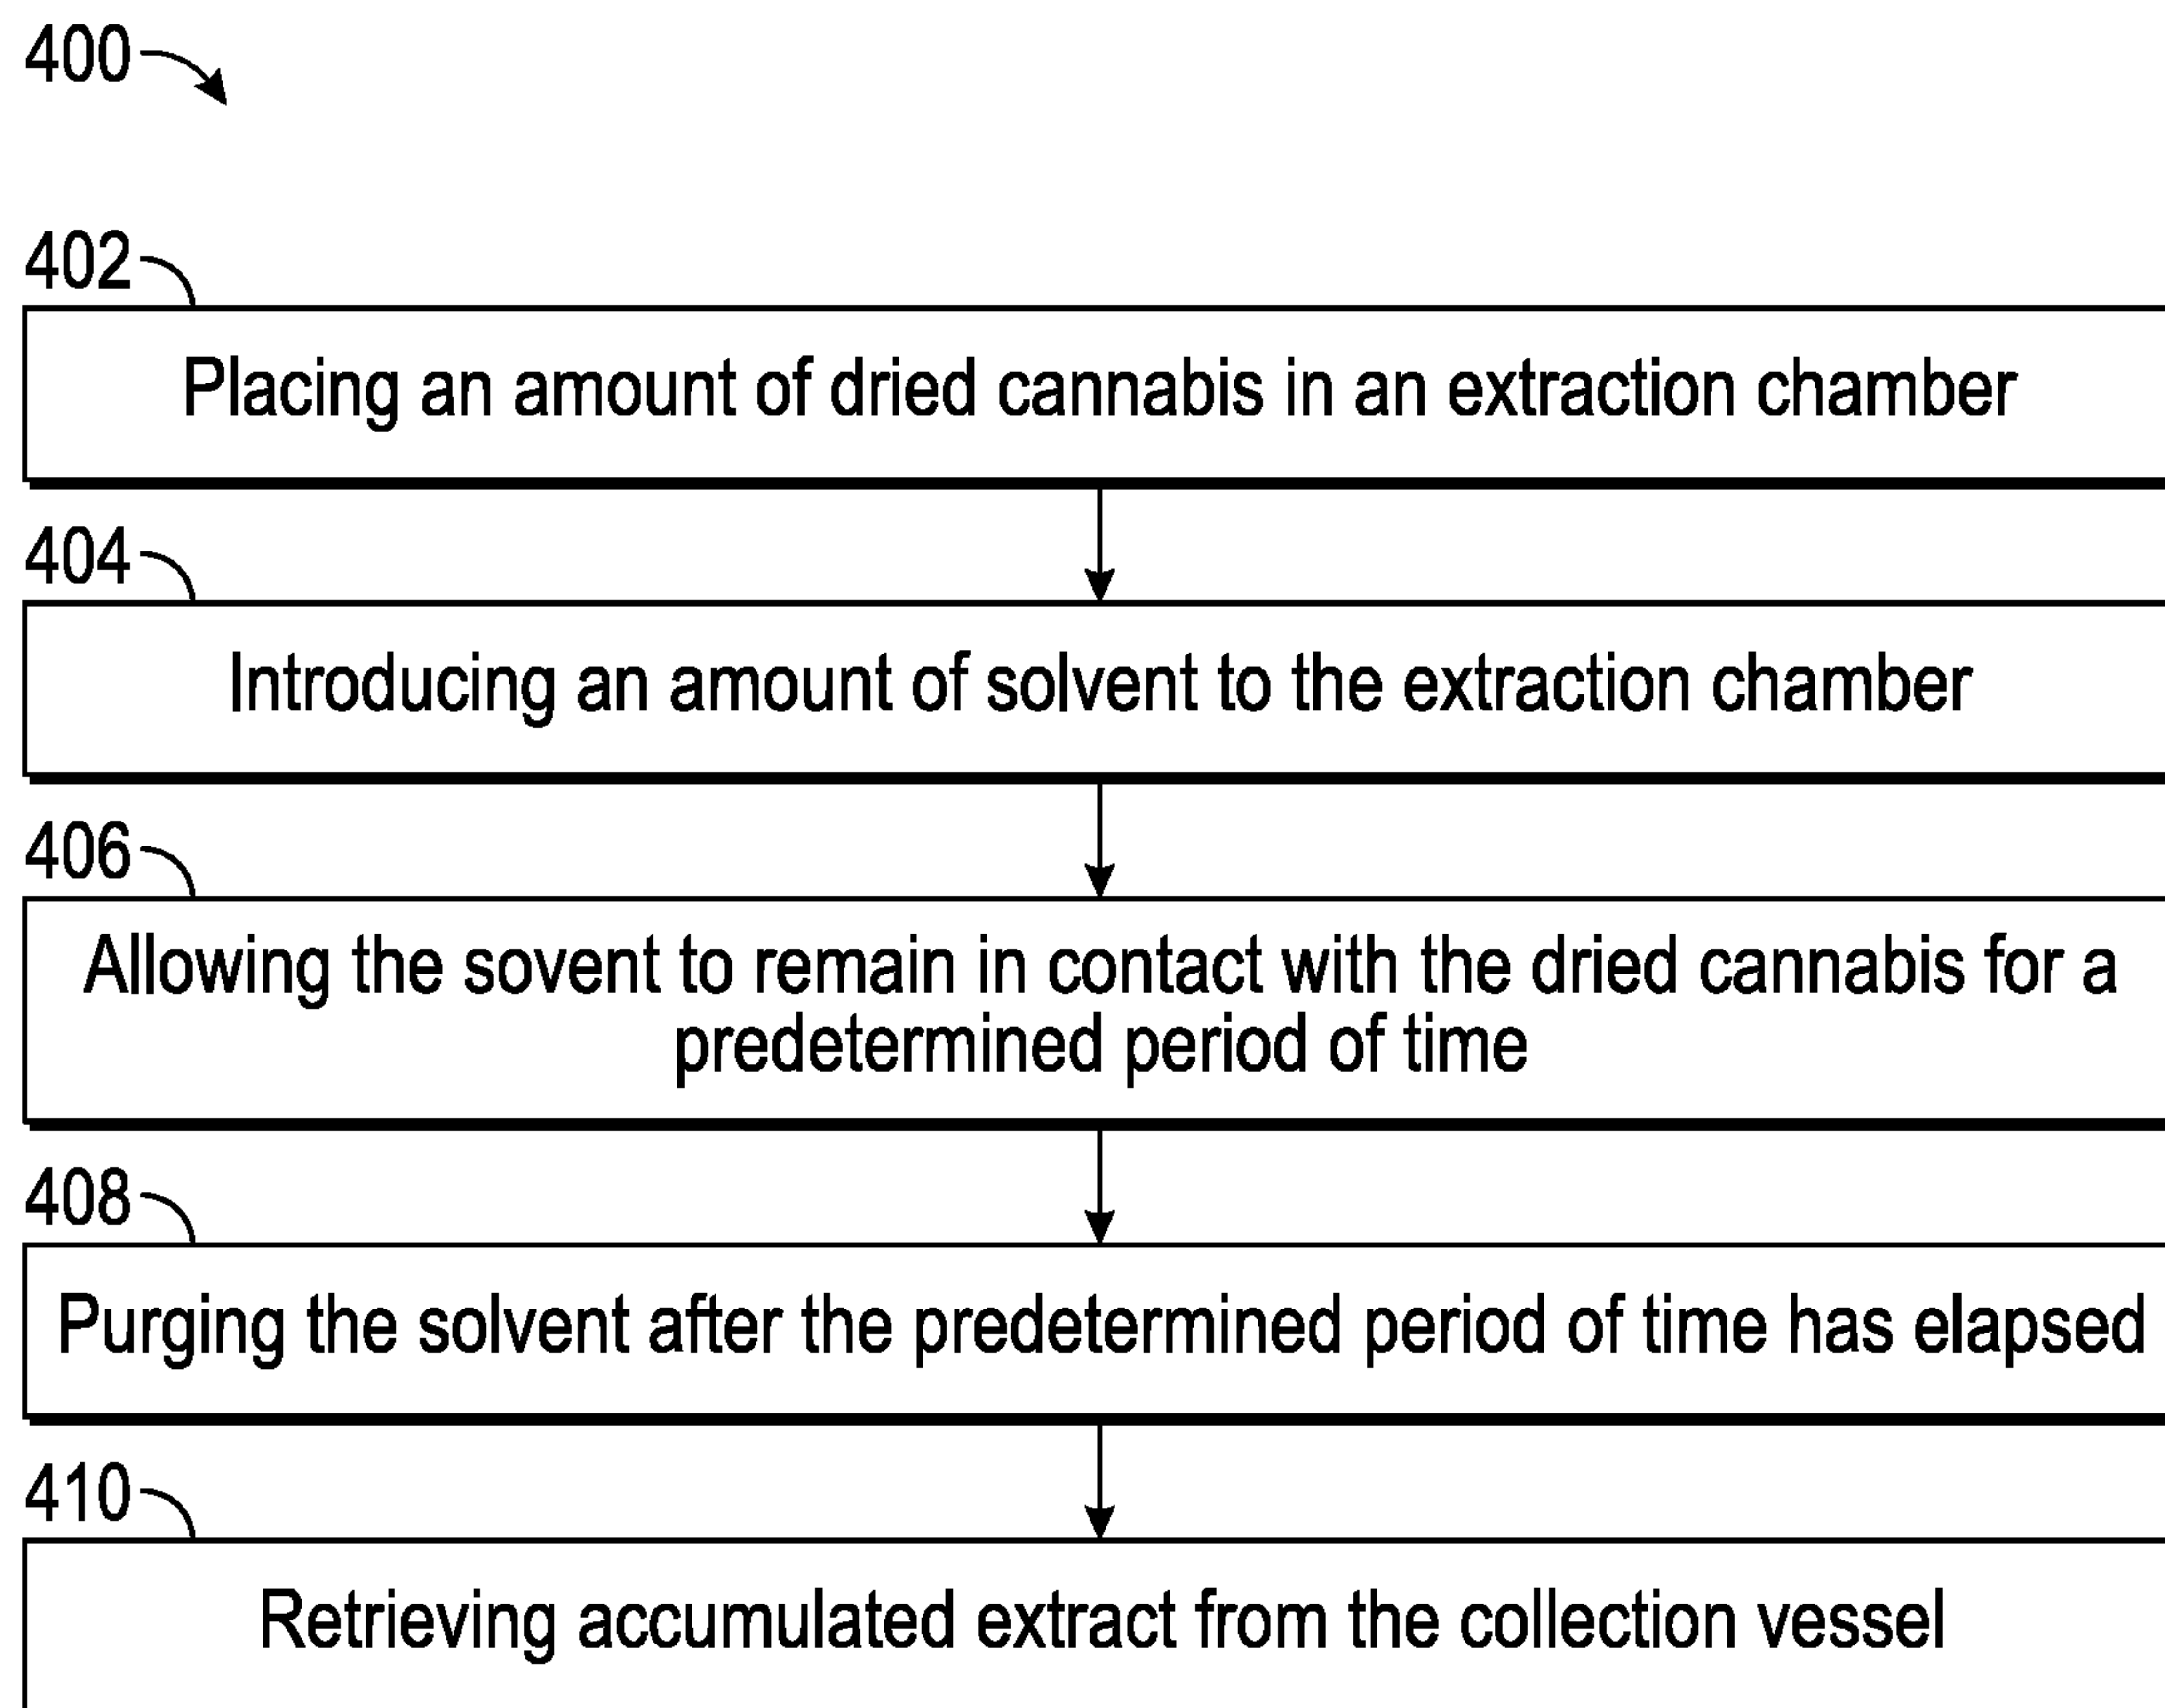 400
402
Placing an amount of dried cannabis in an extraction chamber
404
Introducing an amount of solvent to the extraction chamber
406
Allowing the sovent to remain in contact with the dried cannabis for a
predetermined period of time
408
Purging the solvent after the predetermined period of time has elapsed
410
Retrieving accumulated extract from the collection vessel